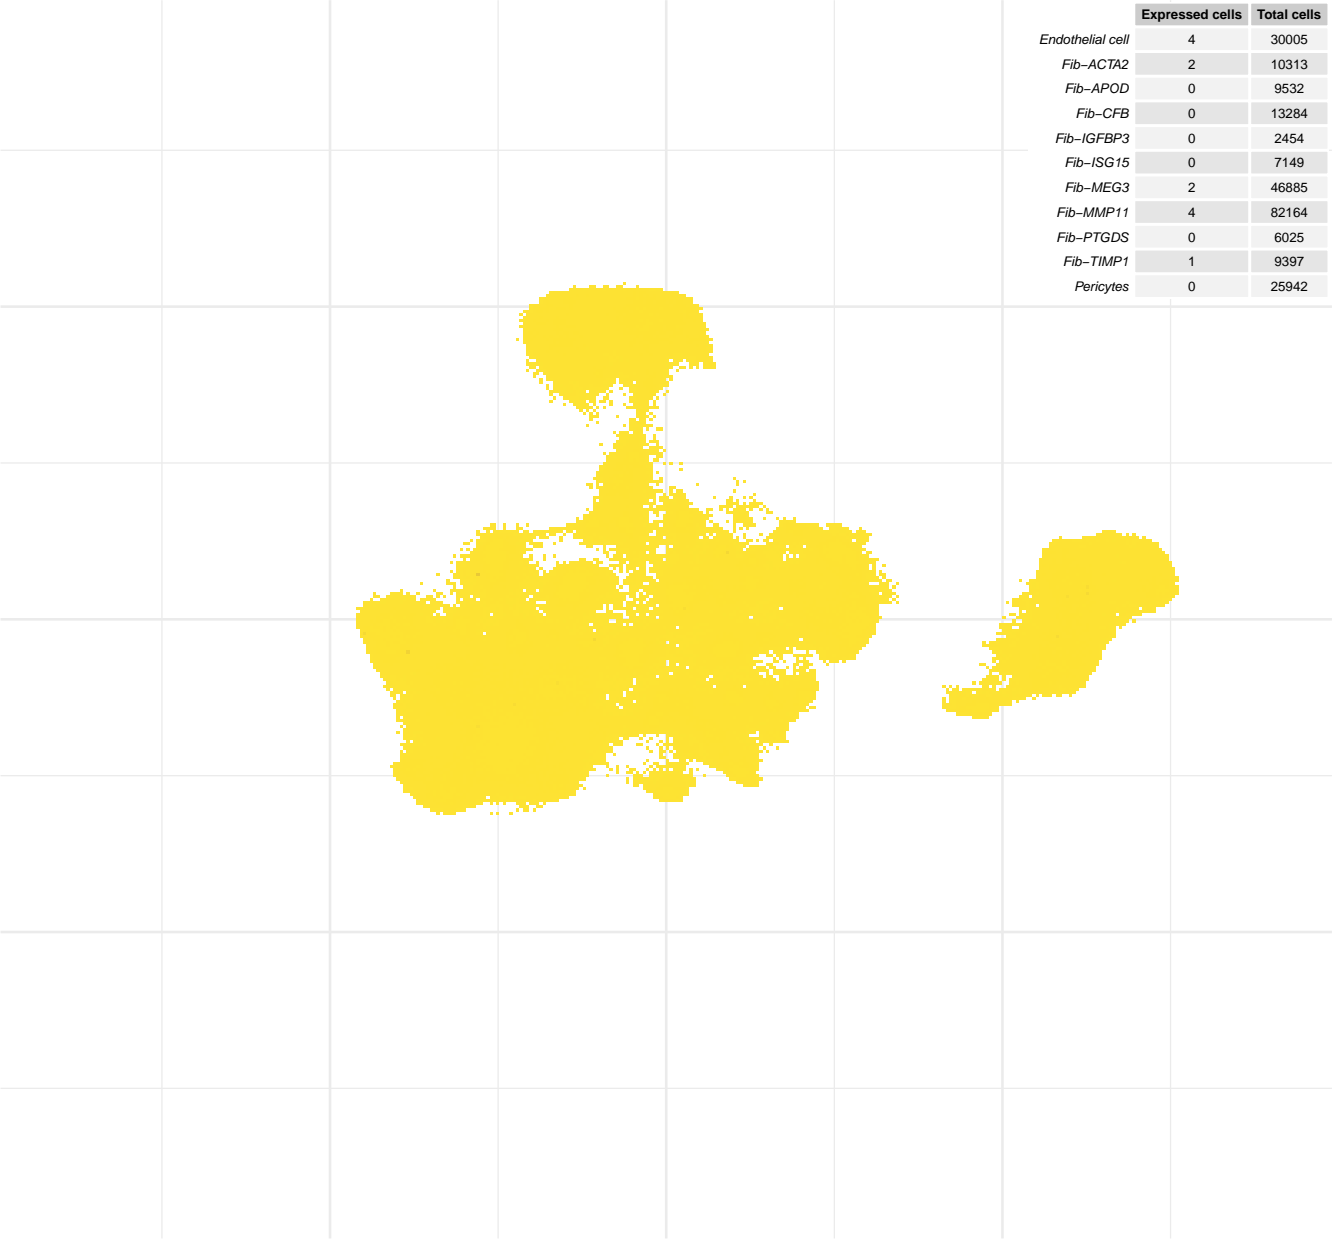 Expressed cells Total cells
Endothelial cell 4 30005
Fib−ACTA2 2 10313
Fib−APOD 0 9532
Fib−CFB 0 13284
Fib−IGFBP3 0 2454
Fib−ISG15 0 7149
Fib−MEG3 2 46885
Fib−MMP11 4 82164
Fib−PTGDS 0 6025
Fib−TIMP1 1 9397
Pericytes 0 25942